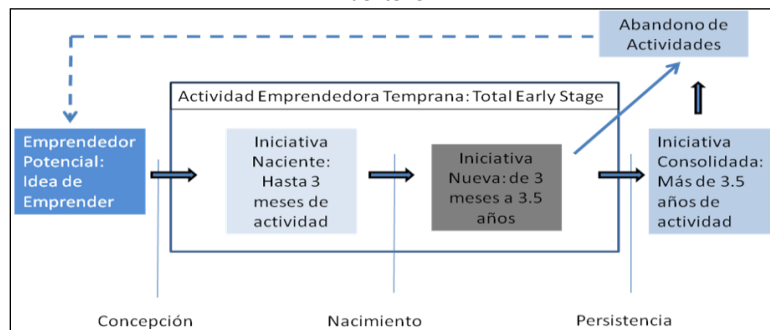 Abandono de
Actividades
Actividad Emprendedora Temprana: Total Early Stage
Emprendedor
Potencial:
Idea de
Emprender
Iniciativa
Naciente:
Hasta 3
meses de
actividad
Iniciativa
Nueva: de 3
meses a 3.5
años
Iniciativa
Consolidada:
Más de 3.5
años de
actividad
Concepción
Nacimiento
Persistencia